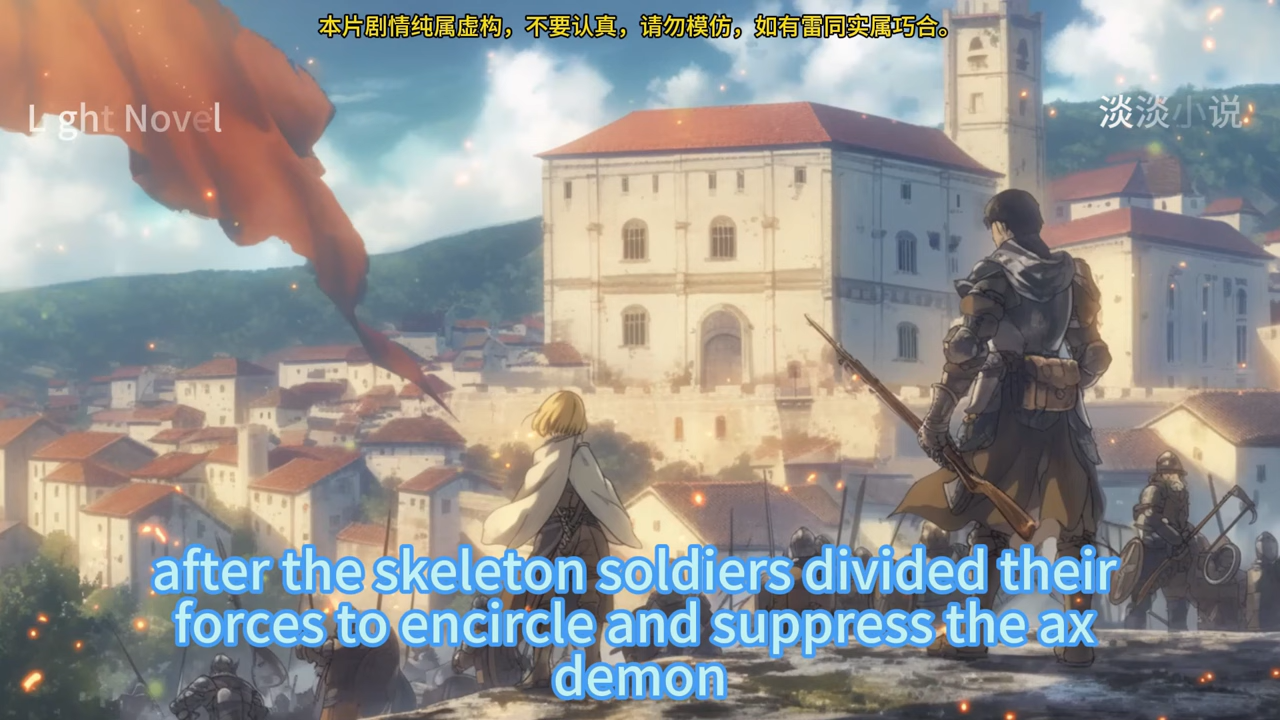 本片剧情纯属虚构，不要认真，请勿模仿，如有雷同实属巧合。
Light Novel
淡淡小说
after the skeleton soldiers divided their
forces to encircle and suppress the ax
demon